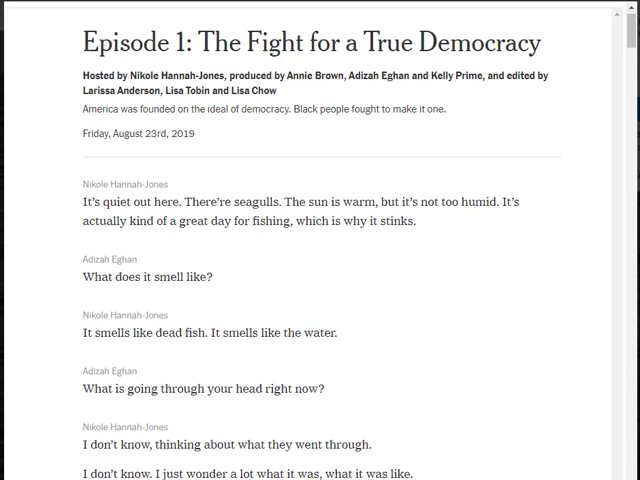 Episode 1: The Fight for a True Democracy
Hosted by Nikole Hannah-Jones, produced by Annie Brown, Adizah Eghan and Kelly Prime, and edited by
Larissa Anderson, Lisa Tobin and Lisa Chow
America was founded on the ideal of democracy. Black people fought to make it one.
Friday, August 23rd, 2019
Nikole Hannah-Jones
It’s quiet out here. There’re seagulls. The sun is warm, but it’s not too humid. It’s
actually kind of a great day for fishing, which is why it stinks.
Adizah Eghan
What does it smell like?
Nikole Hannah-Jones
It smells like dead fish. It smells like the water.
Adizah Eghan
What is going through your head right now?
Nikole Hannah-Jones
I don’t know, thinking about what they went through.
I don’t know. I just wonder a lot what it was, what it was like.